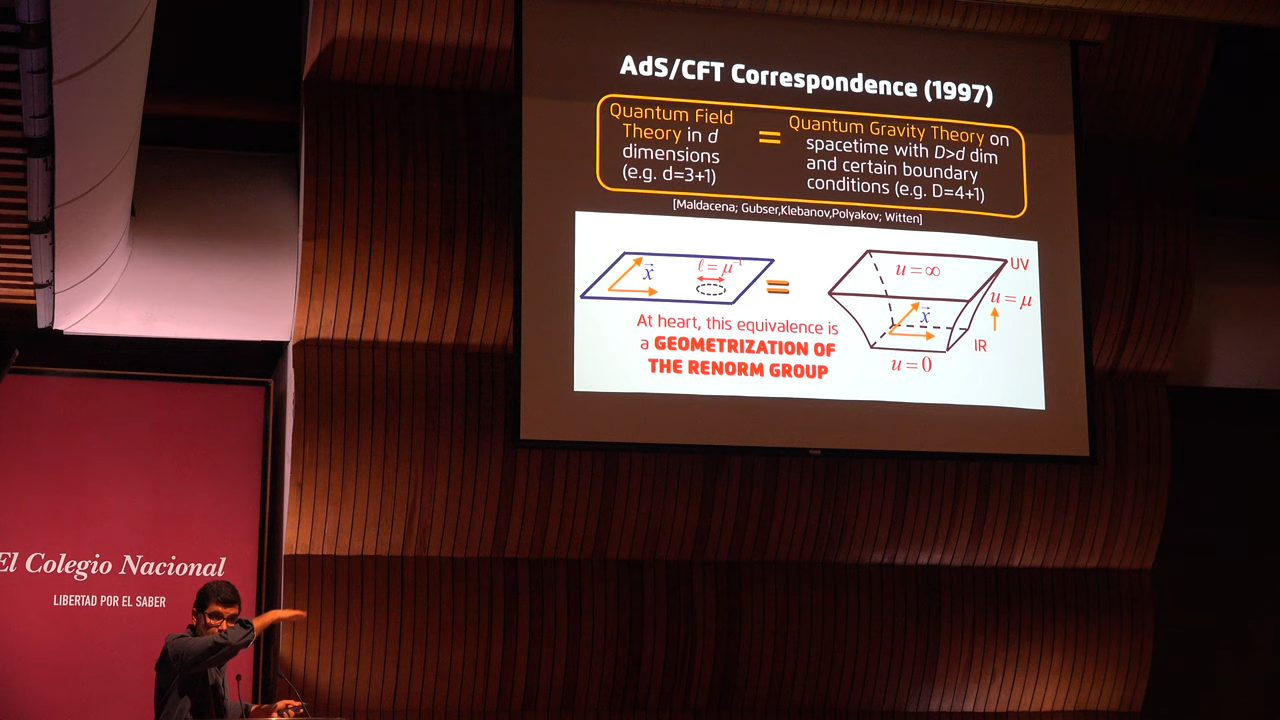 AdS/CFT Correspondence (1997)
Quantum Field
Theory in d
dimensions
(e.g. d=3+1)
=
Quantum Gravity Theory on
spacetime with D>d dim
and certain boundary
conditions (e.g. D=4+1)
[Maldacena; Gubser,Klebanov,Polyakov; Witten]
x⃗
ℓ = μ⁻¹
=
u = ∞
UV
u = μ
x⃗
IR
u = 0
At heart, this equivalence is
a GEOMETRIZATION OF
THE RENORM GROUP
El Colegio Nacional
LIBERTAD POR EL SABER